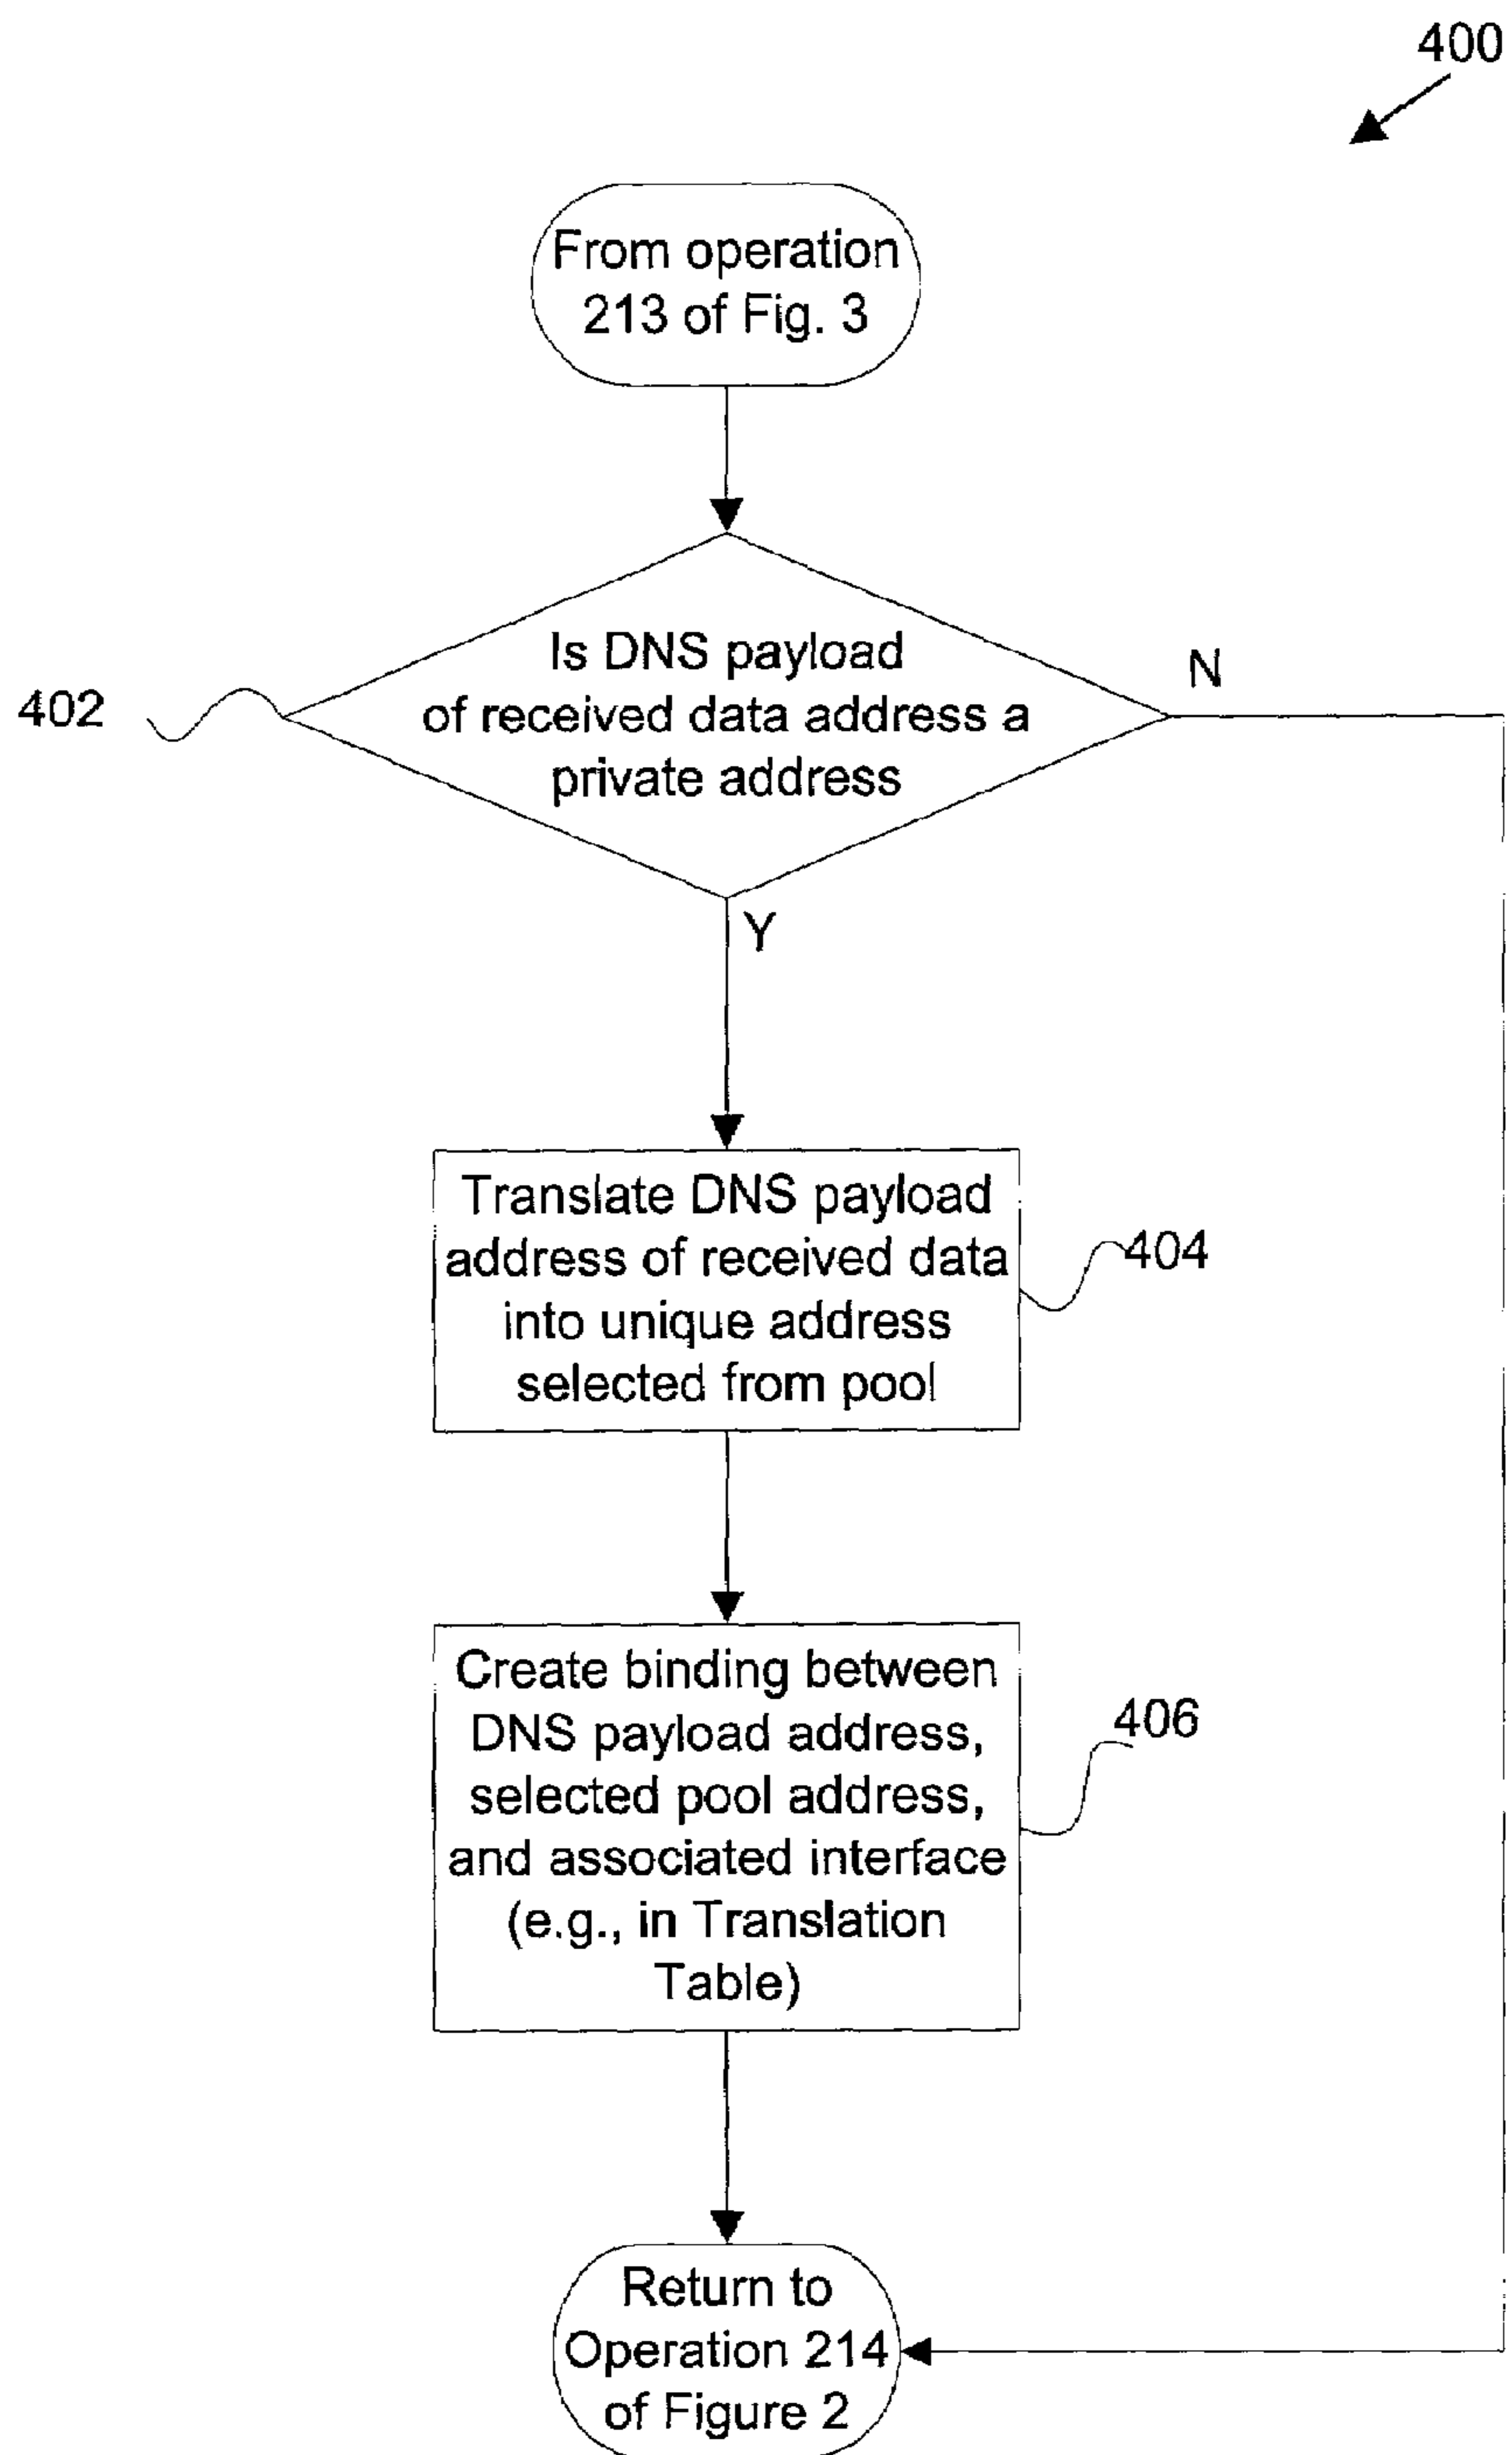 400
From operation
213 of Fig. 3
Is DNS payload
of received data address a
private address
N
402
Y
Translate DNS payload
address of received data
into unique address
selected from pool
404
Create binding between
DNS payload address,
selected pool address,
and associated interface
(e.g., in Translation
Table)
406
Return to
Operation 214
of Figure 2